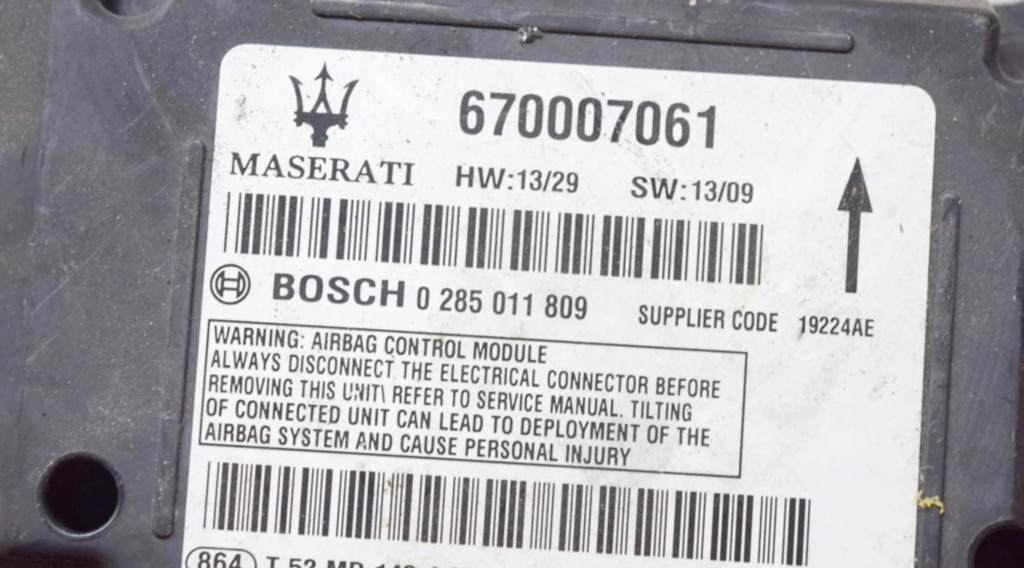 670007061
MASERATI
HW:13/29 SW:13/09
BOSCH 0 285 011 809
SUPPLIER CODE 19224AE
WARNING: AIRBAG CONTROL MODULE
ALWAYS DISCONNECT THE ELECTRICAL CONNECTOR BEFORE
REMOVING THIS UNIT\ REFER TO SERVICE MANUAL. TILTING
OF CONNECTED UNIT CAN LEAD TO DEPLOYMENT OF THE
AIRBAG SYSTEM AND CAUSE PERSONAL INJURY
864 T 52